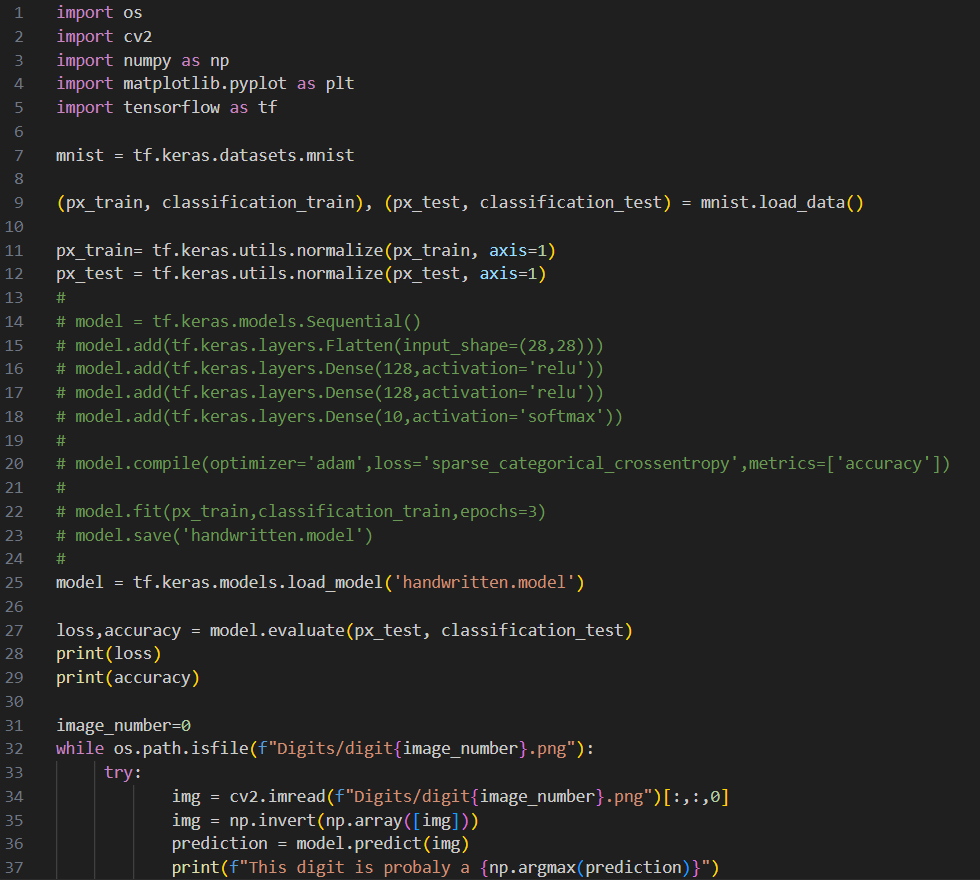 1 import os
2 import cv2
3 import numpy as np
4 import matplotlib.pyplot as plt
5 import tensorflow as tf
6
7 mnist = tf.keras.datasets.mnist
8
9 (px_train, classification_train), (px_test, classification_test) = mnist.load_data()
10
11 px_train= tf.keras.utils.normalize(px_train, axis=1)
12 px_test = tf.keras.utils.normalize(px_test, axis=1)
13 #
14 # model = tf.keras.models.Sequential()
15 # model.add(tf.keras.layers.Flatten(input_shape=(28,28)))
16 # model.add(tf.keras.layers.Dense(128,activation='relu'))
17 # model.add(tf.keras.layers.Dense(128,activation='relu'))
18 # model.add(tf.keras.layers.Dense(10,activation='softmax'))
19 #
20 # model.compile(optimizer='adam',loss='sparse_categorical_crossentropy',metrics=['accuracy'])
21 #
22 # model.fit(px_train,classification_train,epochs=3)
23 # model.save('handwritten.model')
24 #
25 model = tf.keras.models.load_model('handwritten.model')
26
27 loss,accuracy = model.evaluate(px_test, classification_test)
28 print(loss)
29 print(accuracy)
30
31 image_number=0
32 while os.path.isfile(f"Digits/digit{image_number}.png"):
33 try:
34 img = cv2.imread(f"Digits/digit{image_number}.png")[:,:,0]
35 img = np.invert(np.array([img]))
36 prediction = model.predict(img)
37 print(f"This digit is probaly a {np.argmax(prediction)}")